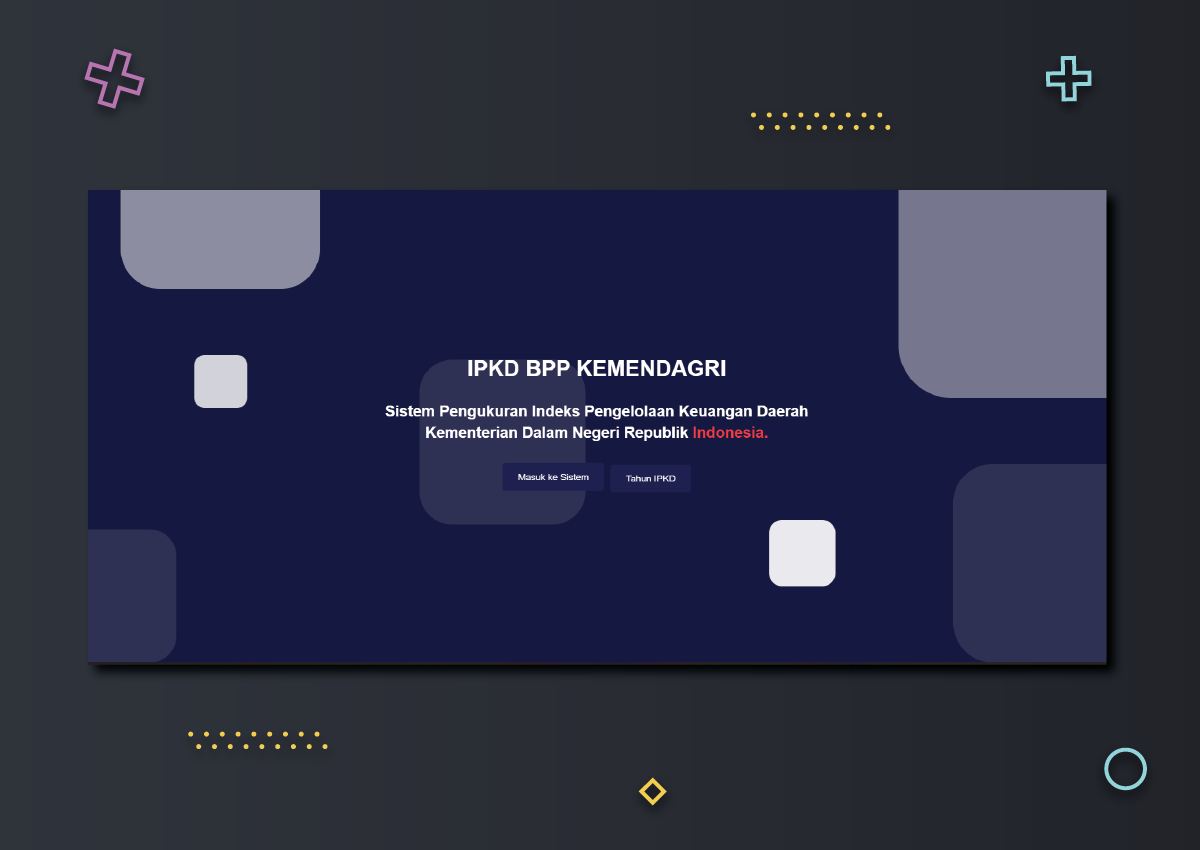 IPKD BPP KEMENDAGRI
Sistem Pengukuran Indeks Pengelolaan Keuangan Daerah
Kementerian Dalam Negeri Republik Indonesia.
Masuk ke Sistem Tahun IPKD